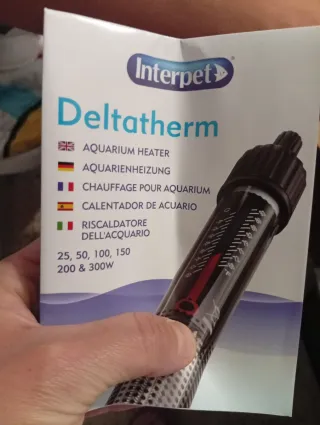 Interpet
Deltatherm
AQUARIUM HEATER
AQUARIENHEIZUNG
CHAUFFAGE POUR AQUARIUM
CALENTADOR DE ACUARIO
RISCALDATORE
DELL'ACQUARIO
25, 50, 100, 150
200 & 300W